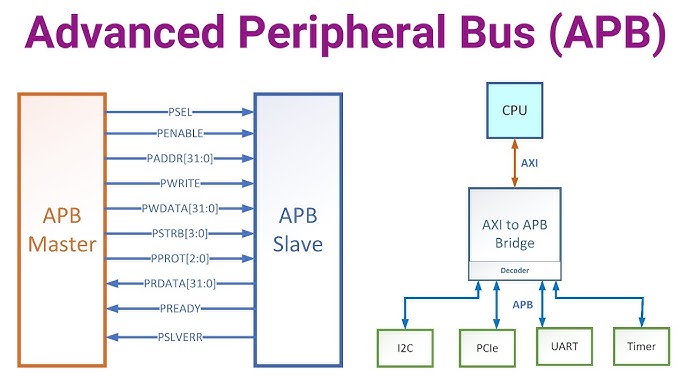 Advanced Peripheral Bus (APB)
APB
Master
PSEL
PENABLE
PADDR[31:0]
PWRITE
PWDATA[31:0]
PSTRB[3:0]
PPROT[2:0]
PRDATA[31:0]
PREADY
PSLVERR
APB
Slave
CPU
AXI
AXI to APB
Bridge
Decoder
APB
I2C
PCIe
UART
Timer